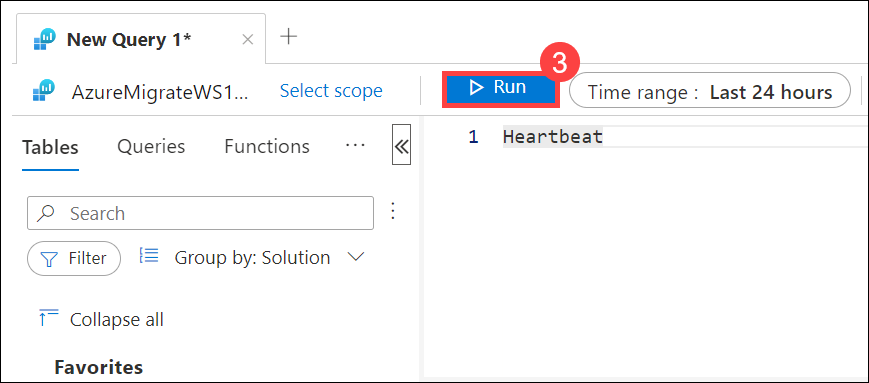 New Query 1*
3
AzureMigrateWS1... Select scope Run Time range : Last 24 hours
Tables Queries Functions ...
1 Heartbeat
Search
Filter Group by: Solution
Collapse all
Favorites